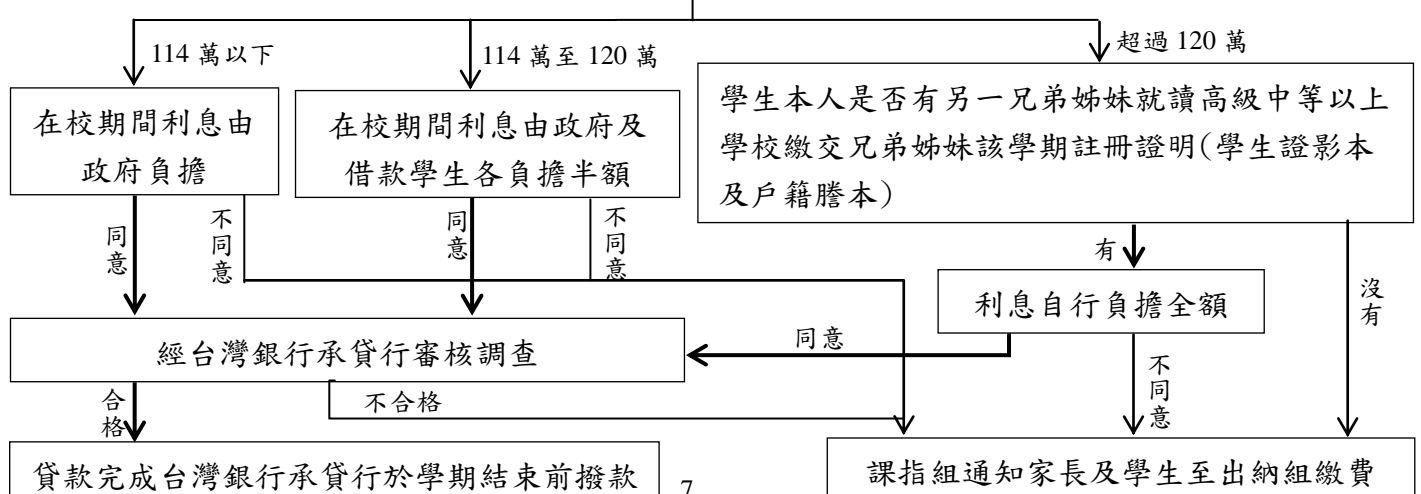 114 萬以下
114 萬至 120 萬
超過 120 萬
在校期間利息由
政府負擔
在校期間利息由政府及
借款學生各負擔半額
學生本人是否有另一兄弟姊妹就讀高級中等以上
學校繳交兄弟姊妹該學期註冊證明(學生證影本
及戶籍謄本)
同意
不同意
同意
不同意
有
沒有
利息自行負擔全額
同意
不同意
經台灣銀行承貸行審核調查
合格
不合格
貸款完成台灣銀行承貸行於學期結束前撥款
7
課指組通知家長及學生至出納組繳費